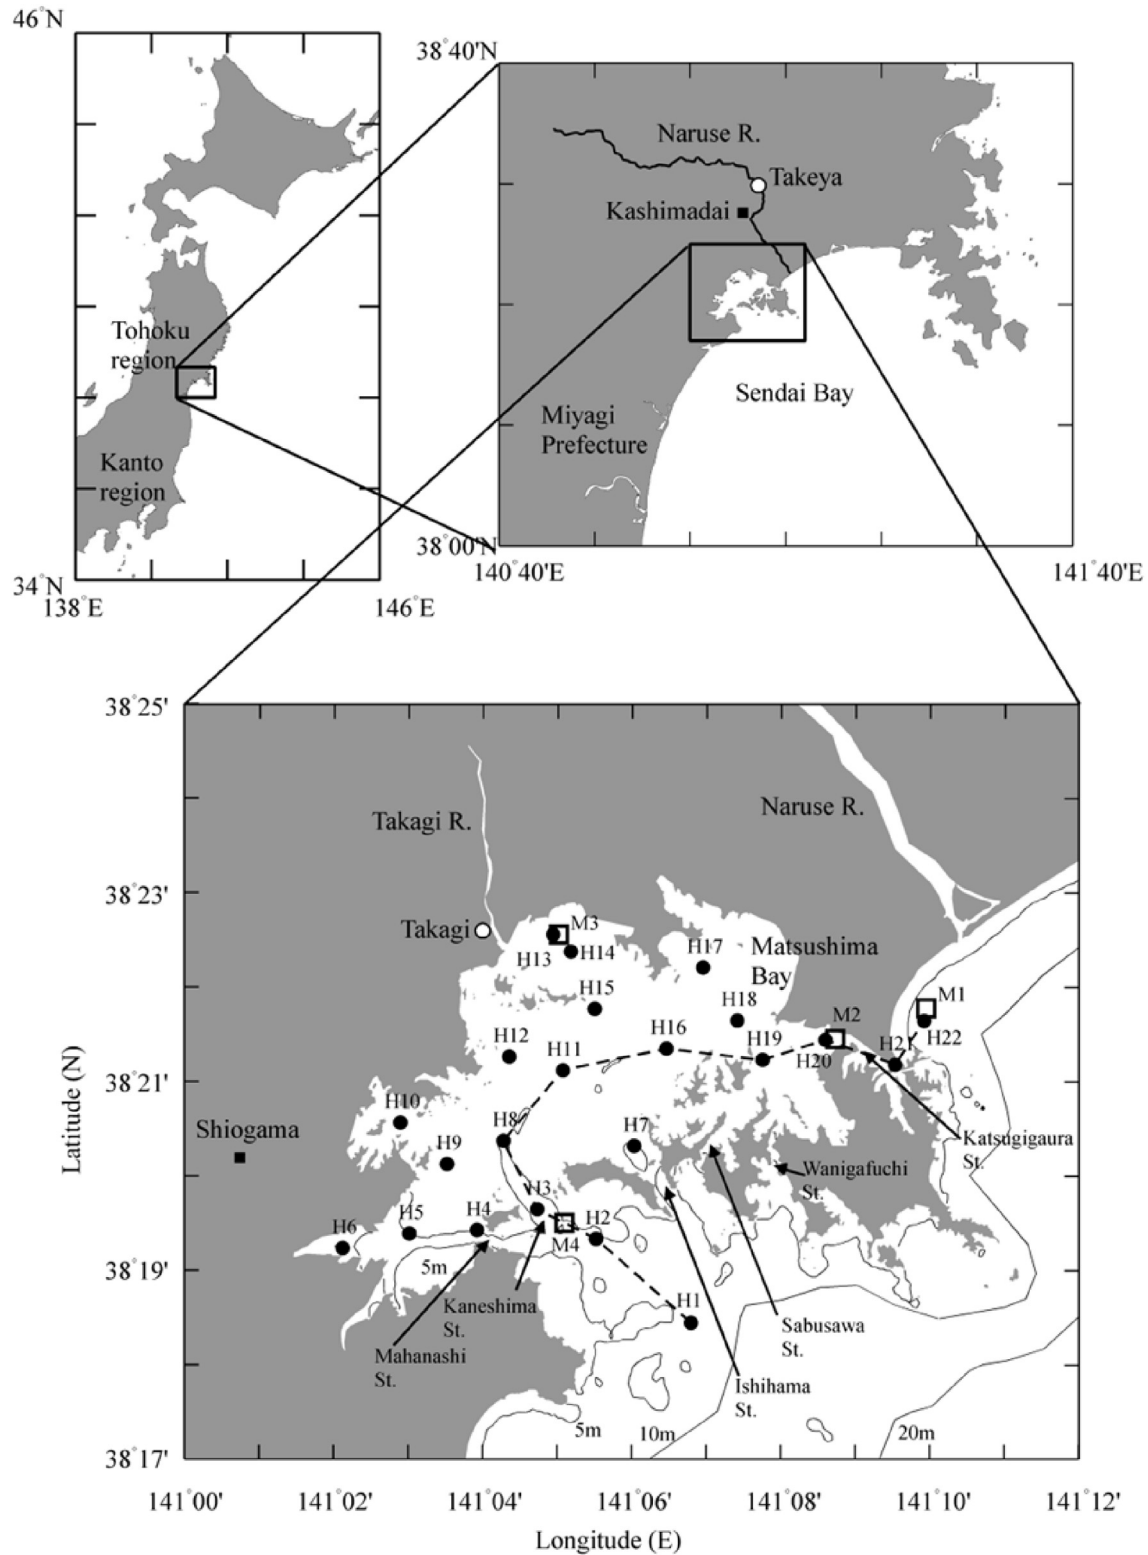 46°N
Tohoku
region
Kanto
region
34°N
138°E
146°E
38°40'N
Naruse R.
Takeya
Kashimadai
Sendai Bay
Miyagi
Prefecture
38°00'N
140°40'E
141°40'E
38°25'
38°23'
38°21'
38°19'
38°17'
Latitude (N)
Takagi R.
Naruse R.
Takagi
M3
H13
H14
H17
Matsushima
Bay
H15
H18
M1
M2
H12
H16
H19
H21
H22
H11
H20
H10
Shiogama
H8
H7
Katsugigaura
St.
H9
Wanigafuchi
St.
H3
H6
H5
H4
H2
M4
5m
Kaneshima
St.
H1
Sabusawa
St.
Mahanashi
St.
Ishihama
St.
5m
10m
20m
141°00'
141°02'
141°04'
141°06'
141°08'
141°10'
141°12'
Longitude (E)